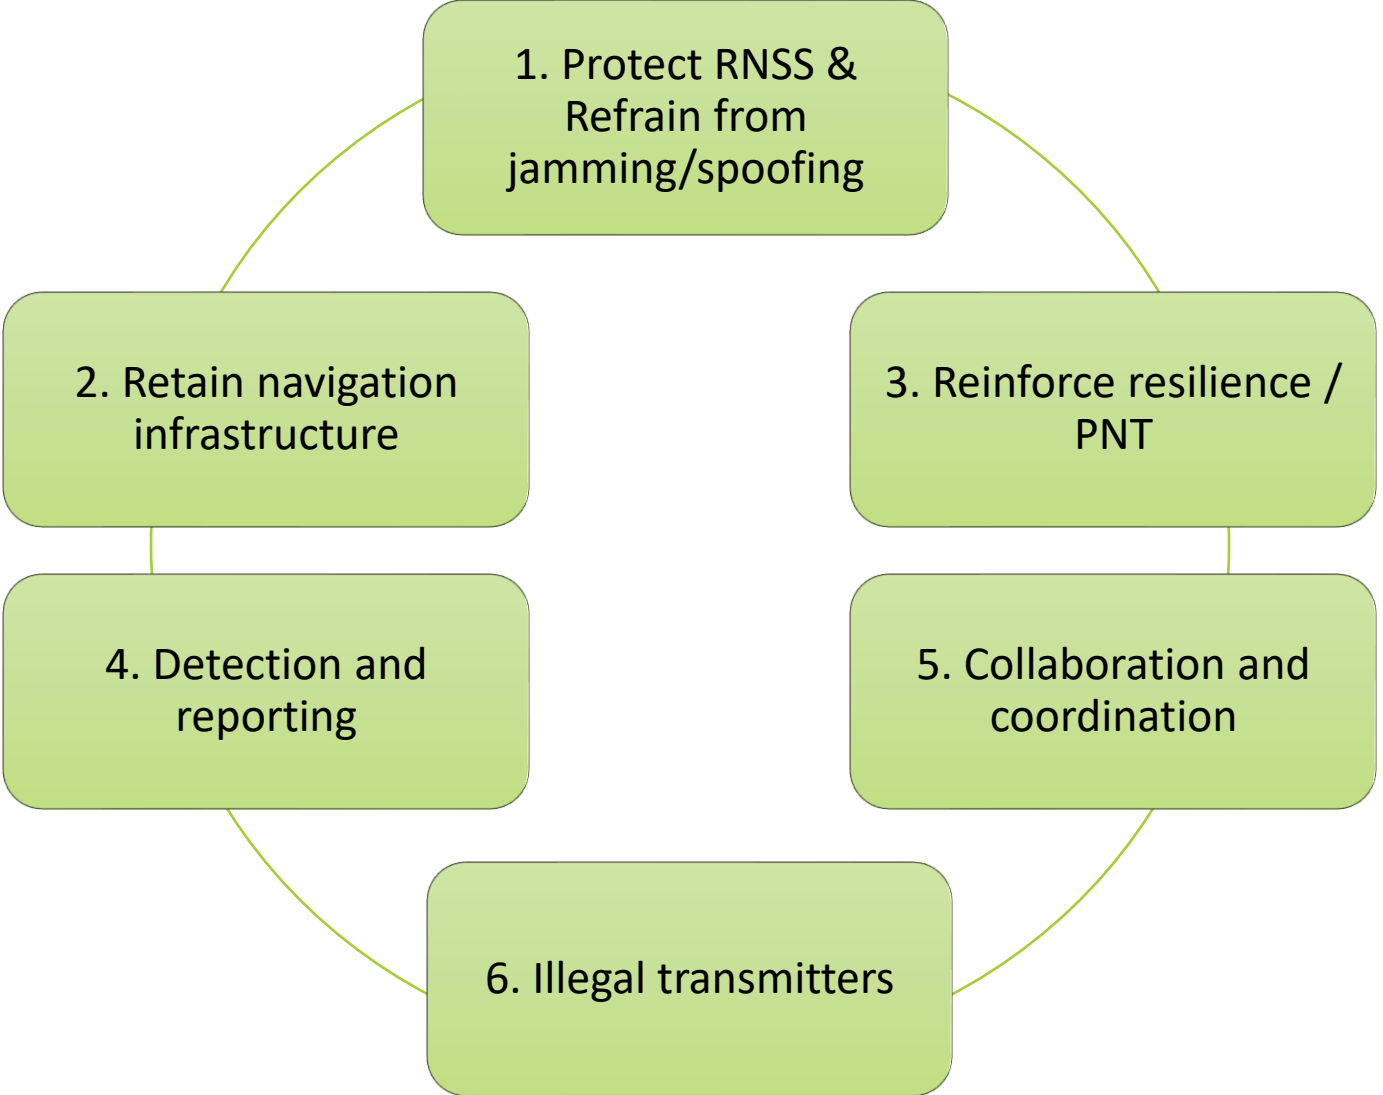 1. Protect RNSS &
Refrain from
jamming/spoofing
2. Retain navigation
infrastructure
3. Reinforce resilience /
PNT
4. Detection and
reporting
5. Collaboration and
coordination
6. Illegal transmitters